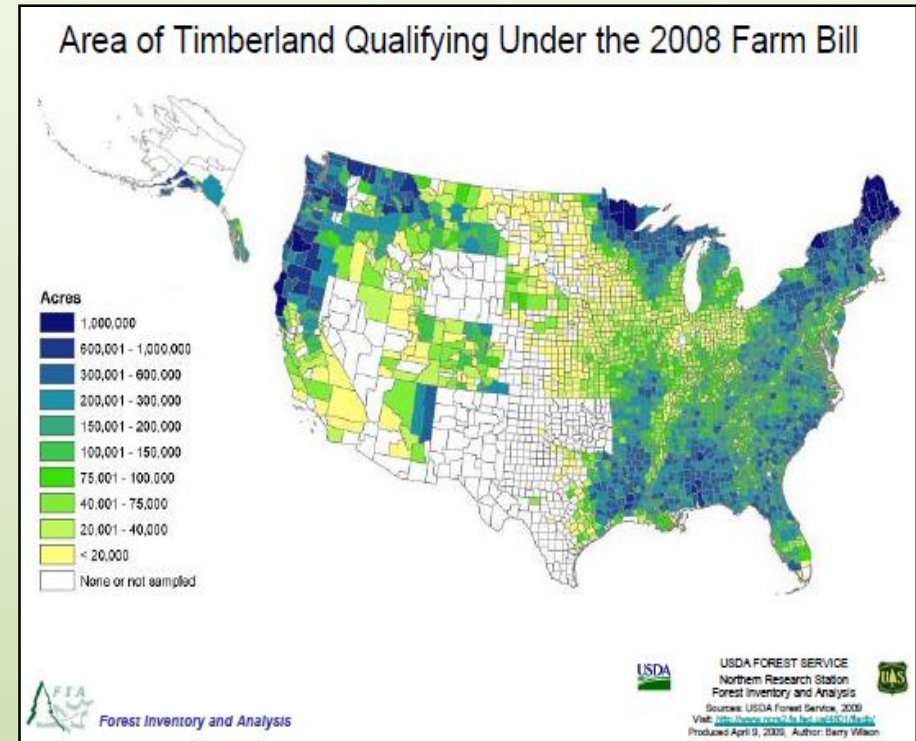 Area of Timberland Qualifying Under the 2008 Farm Bill
Acres
1,000,000
600,001 - 1,000,000
300,001 - 600,000
200,001 - 300,000
150,001 - 200,000
100,001 - 150,000
75,001 - 100,000
40,001 - 75,000
20,001 - 40,000
< 20,000
None or not sampled
FIA
Forest Inventory and Analysis
USDA
USDA FOREST SERVICE
Northern Research Station
Forest Inventory and Analysis
Sources: USDA Forest Service, 2009
Visit:
Produced April 9, 2009, Author: Barry Wilson
UAS